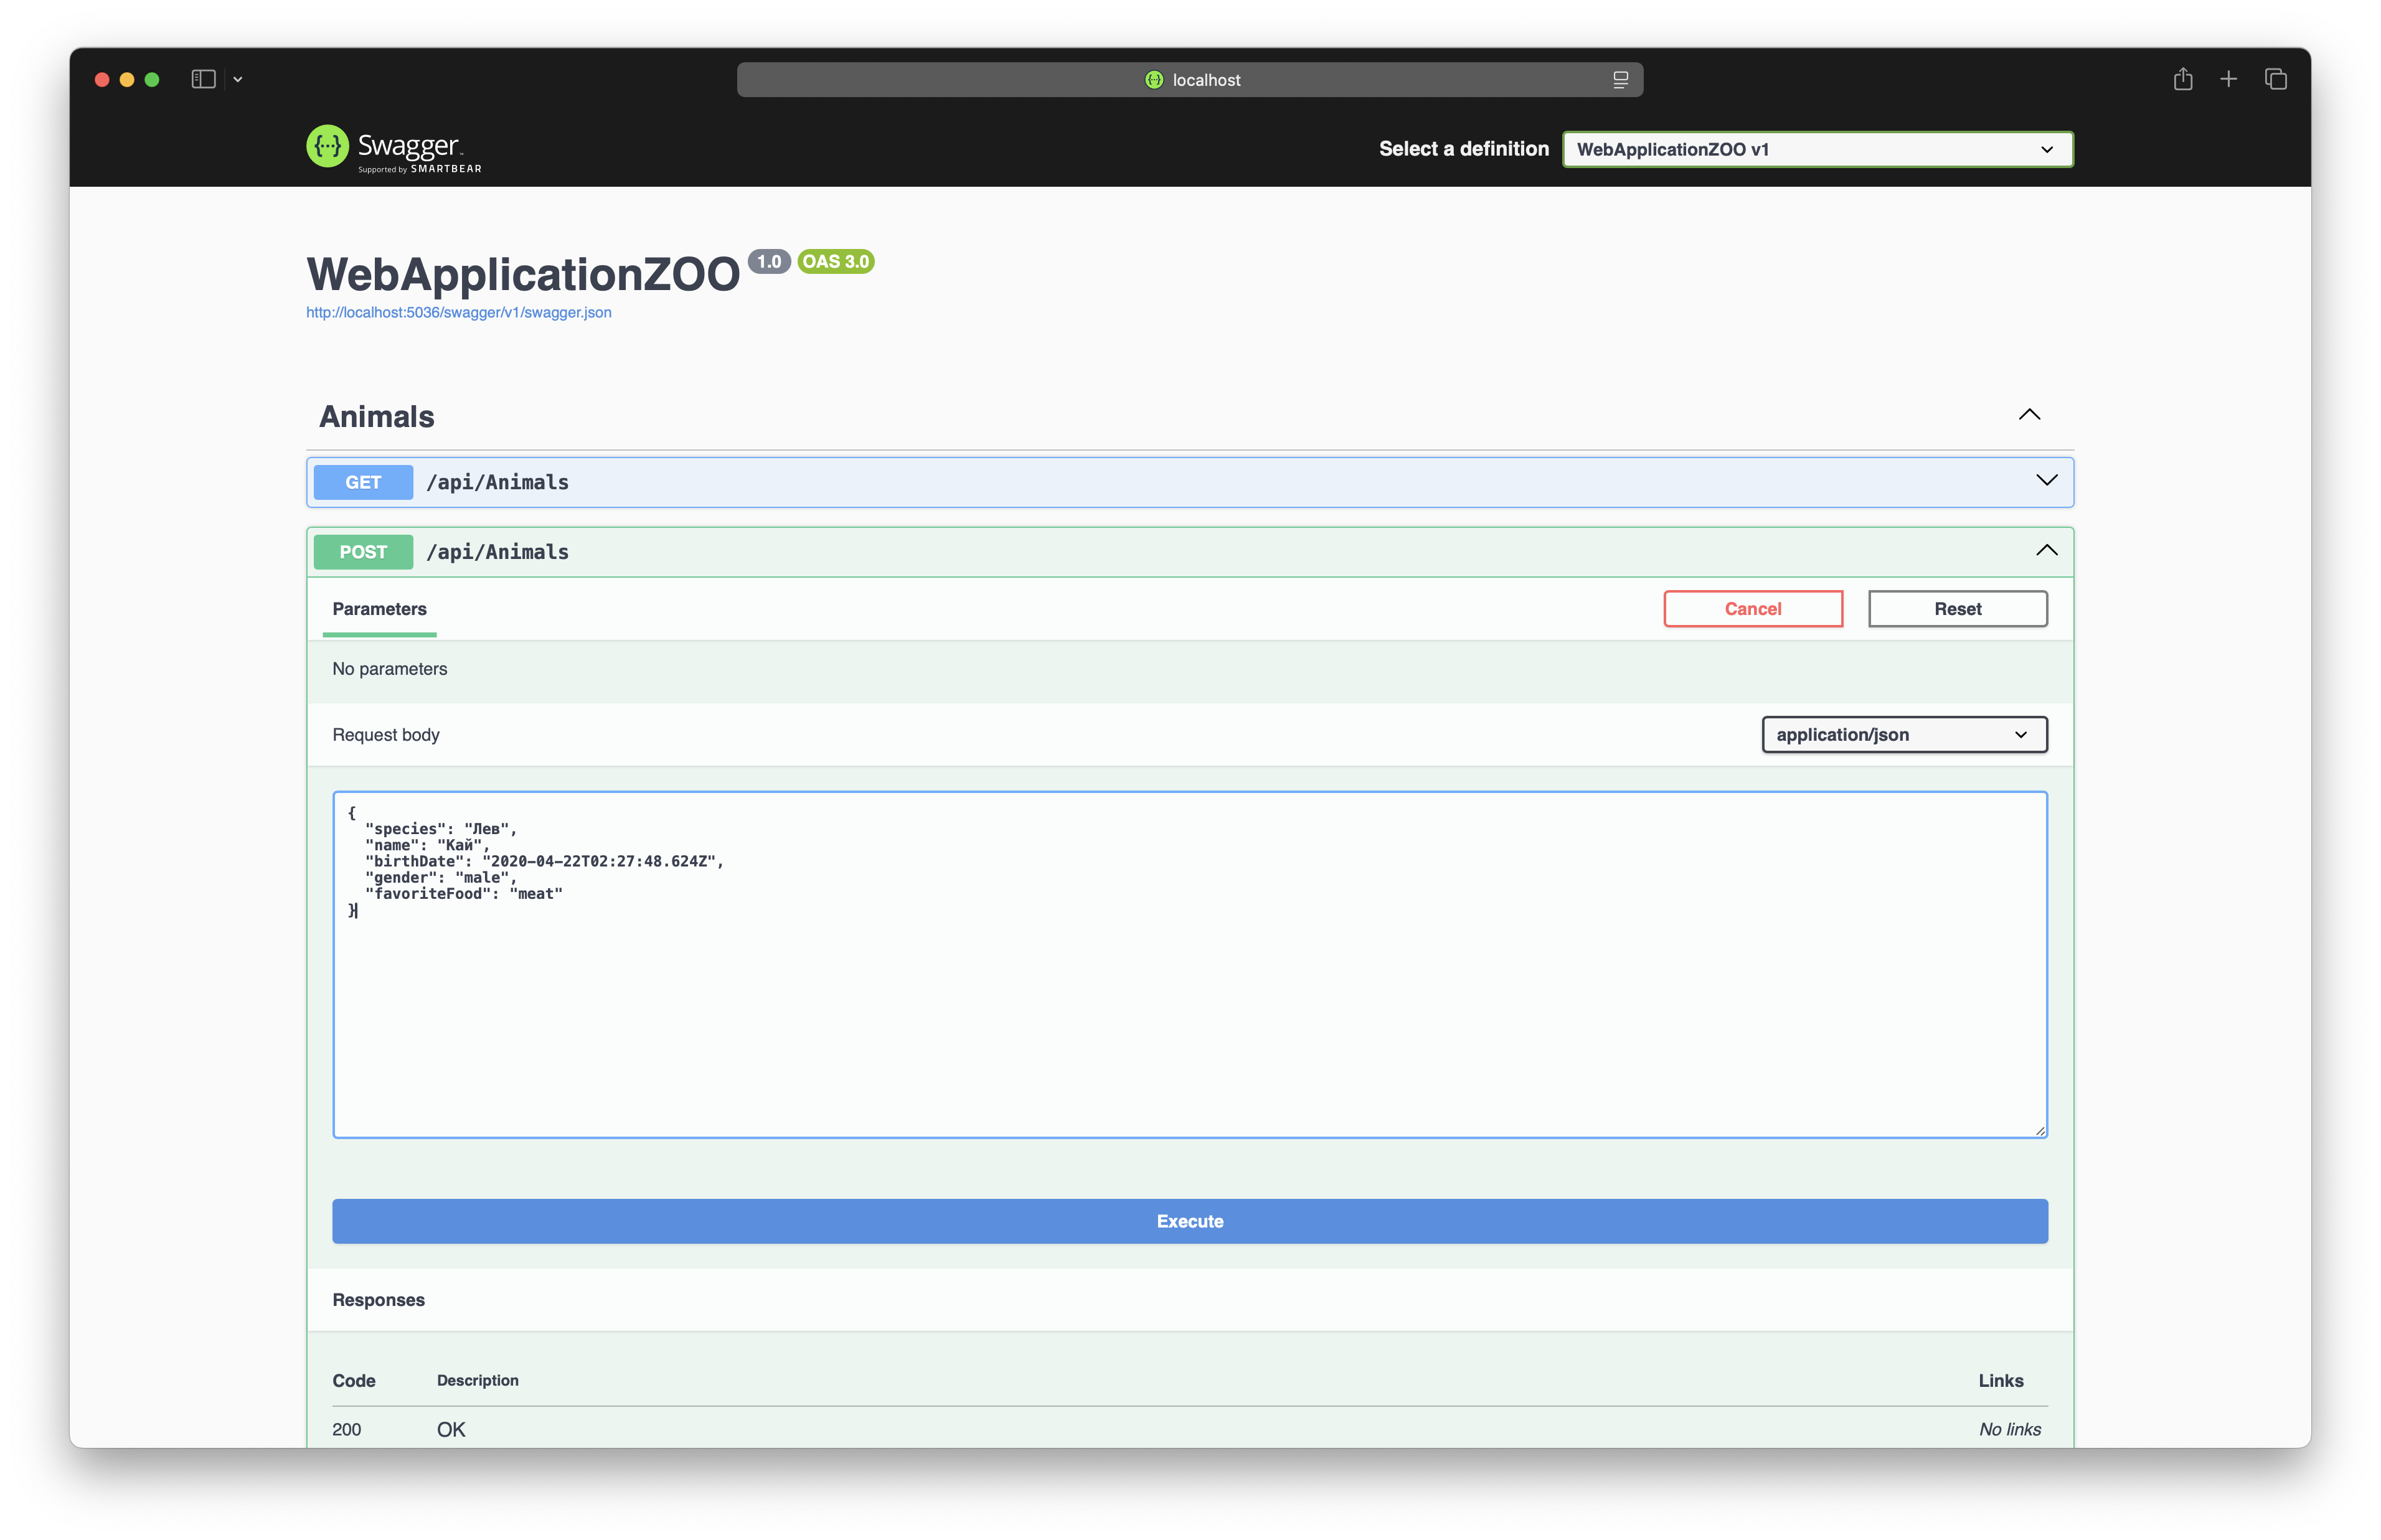 localhost
{···} Swagger™
Supported by SMARTBEAR
Select a definition
WebApplicationZOO v1
WebApplicationZOO 1.0 OAS 3.0
http://localhost:5036/swagger/v1/swagger.json
Animals
GET /api/Animals
POST /api/Animals
Parameters
Cancel
Reset
No parameters
Request body
application/json
{
"species": "Лев",
"name": "Кай",
"birthDate": "2020-04-22T02:27:48.624Z",
"gender": "male",
"favoriteFood": "meat"
}
Execute
Responses
Code Description Links
200 OK No links